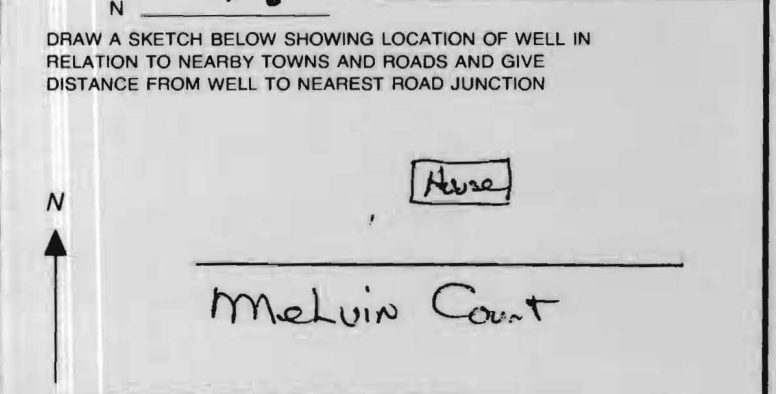 N
DRAW A SKETCH BELOW SHOWING LOCATION OF WELL IN
RELATION TO NEARBY TOWNS AND ROADS AND GIVE
DISTANCE FROM WELL TO NEAREST ROAD JUNCTION
House
N
Melvin Court